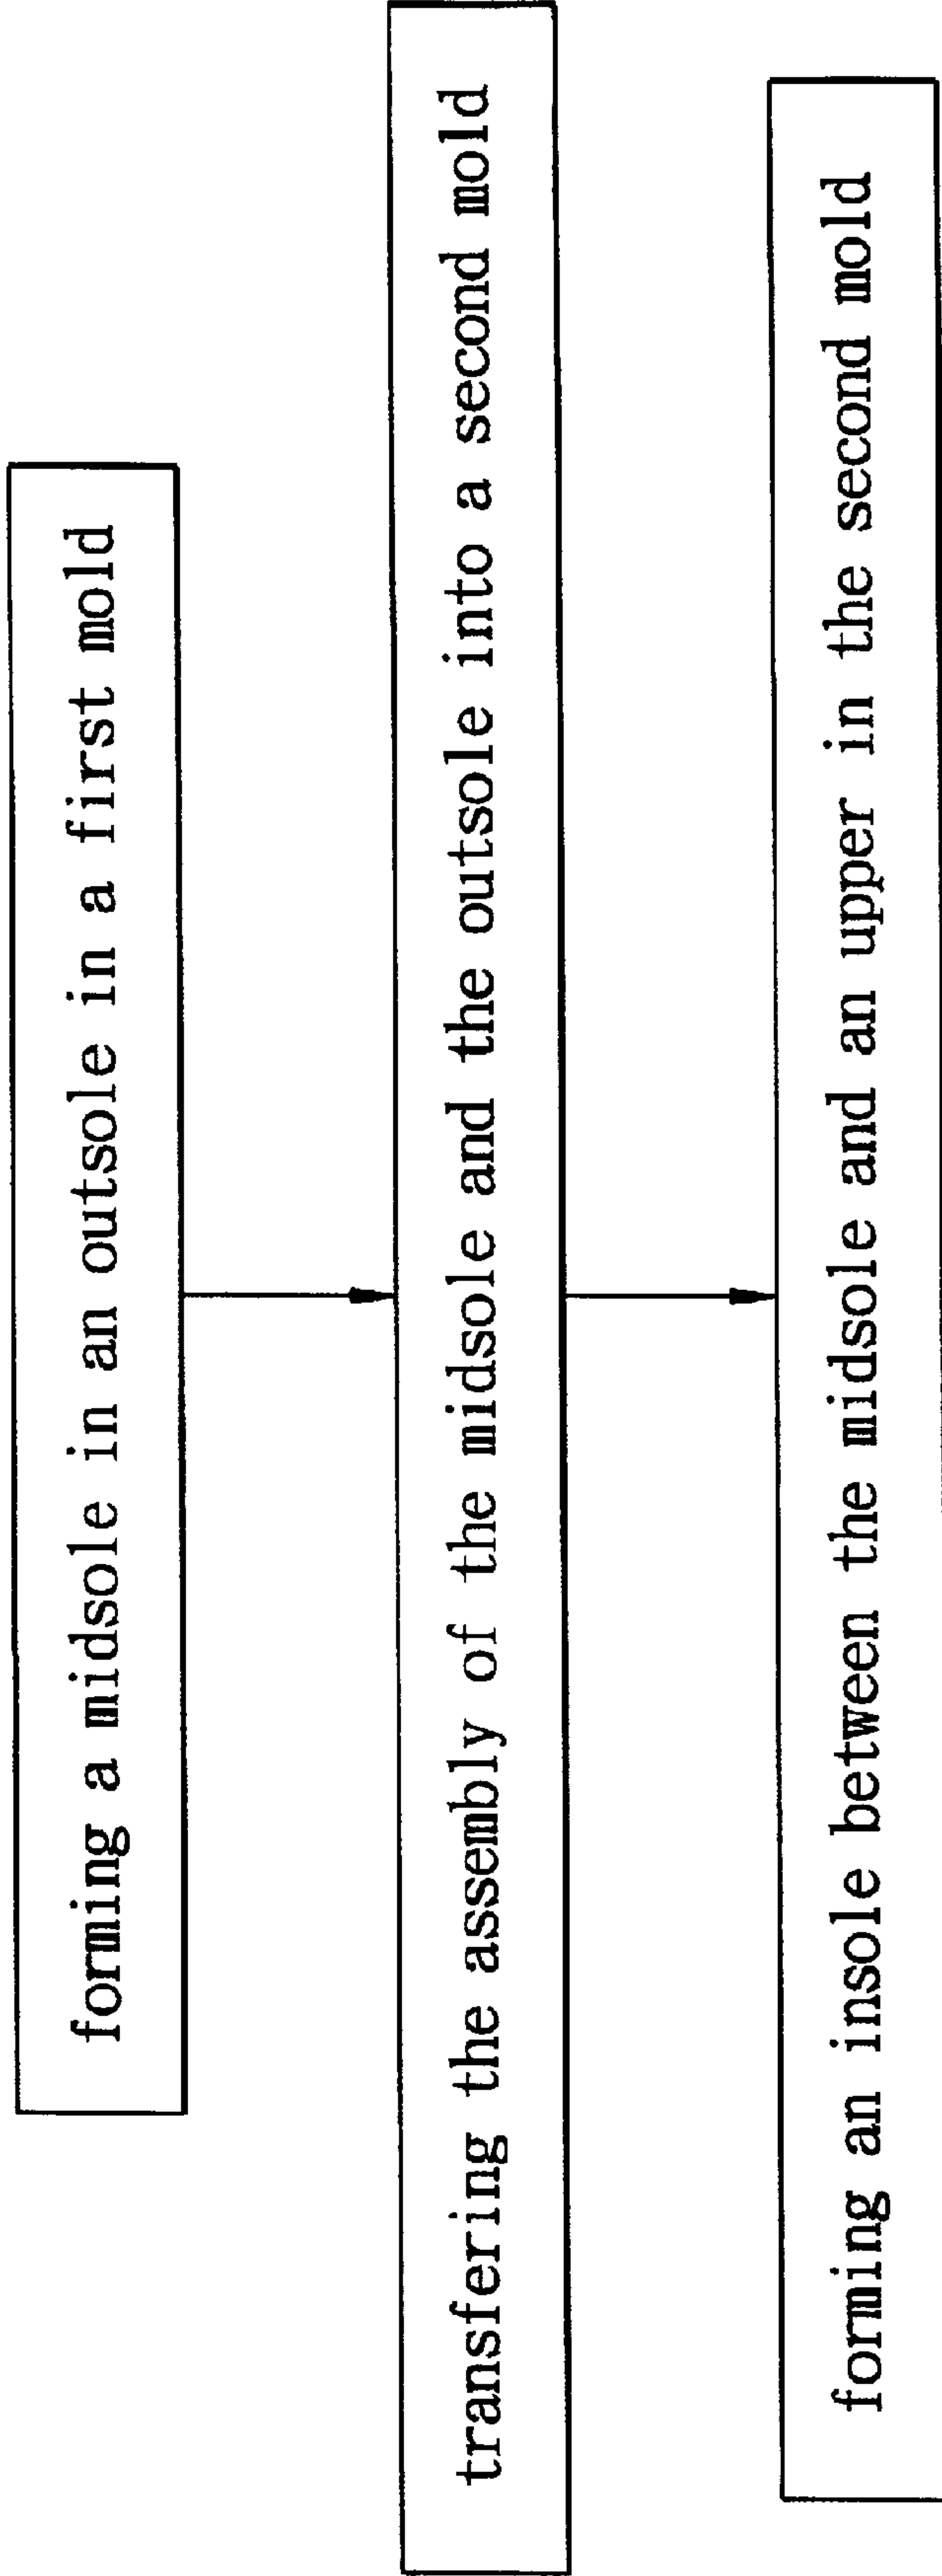 forming a midsole in an outsole in a first mold
transfering the assembly of the midsole and the outsole into a second mold
forming an insole between the midsole and an upper in the second mold